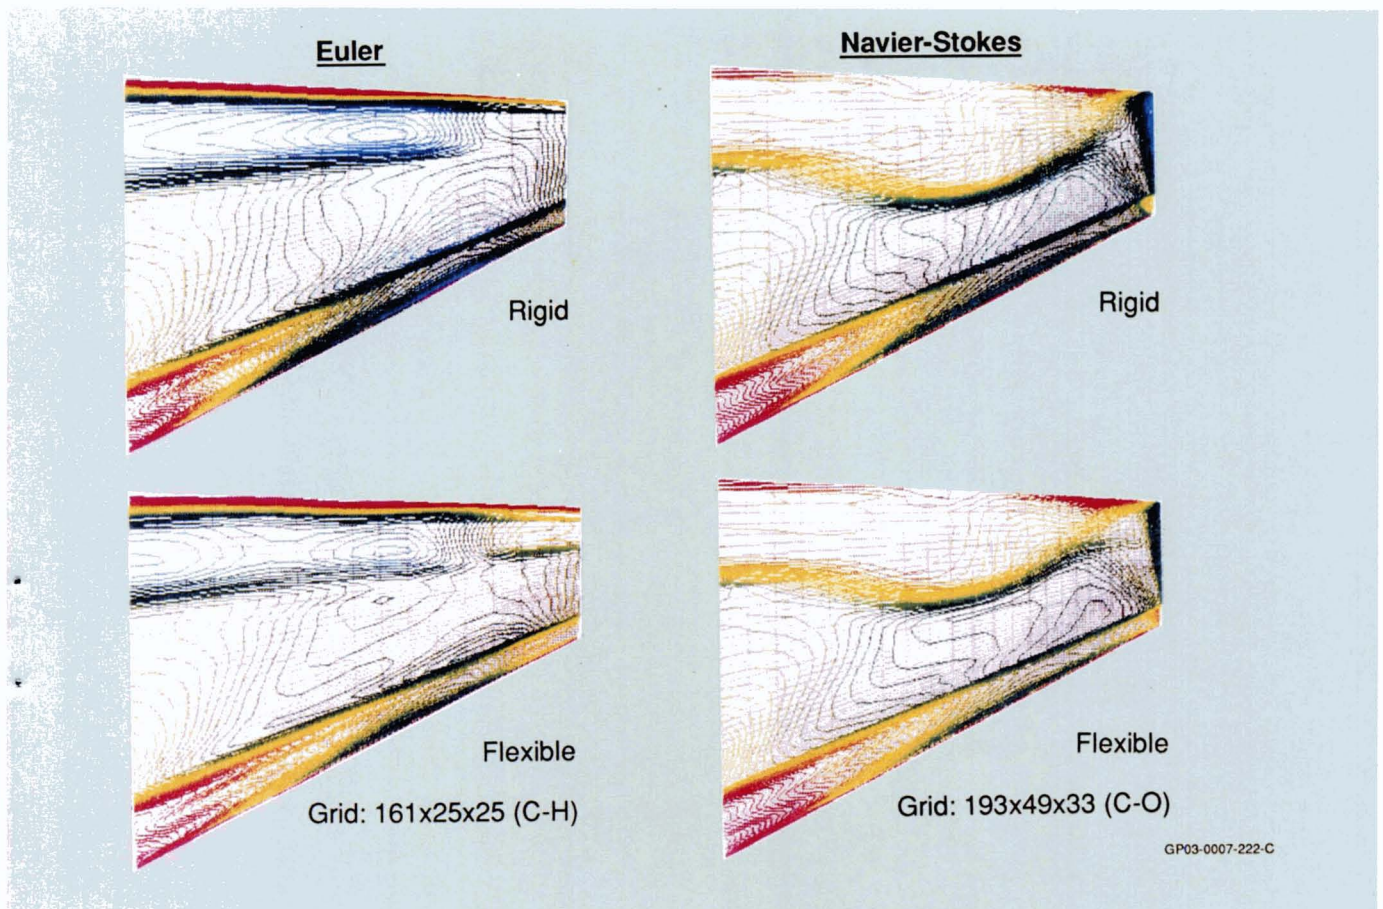 Euler
Navier-Stokes
Rigid
Rigid
Flexible
Flexible
Grid: 161x25x25 (C-H)
Grid: 193x49x33 (C-O)
GP03-0007-222-C